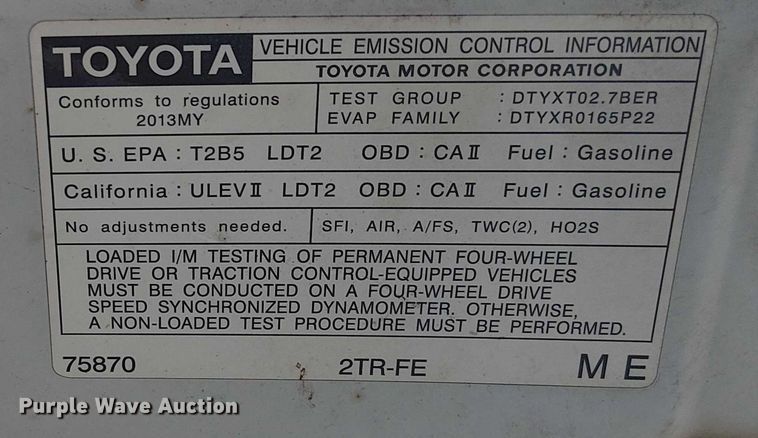 TOYOTA VEHICLE EMISSION CONTROL INFORMATION
TOYOTA MOTOR CORPORATION
Conforms to regulations
2013MY
TEST GROUP : DTYXT02.7BER
EVAP FAMILY : DTYXR0165P22
U. S. EPA : T2B5 LDT2 OBD : CAⅡ Fuel : Gasoline
California : ULEVⅡ LDT2 OBD : CAⅡ Fuel : Gasoline
No adjustments needed. SFI, AIR, A/FS, TWC(2), HO2S
LOADED I/M TESTING OF PERMANENT FOUR-WHEEL
DRIVE OR TRACTION CONTROL-EQUIPPED VEHICLES
MUST BE CONDUCTED ON A FOUR-WHEEL DRIVE
SPEED SYNCHRONIZED DYNAMOMETER. OTHERWISE,
A NON-LOADED TEST PROCEDURE MUST BE PERFORMED.
75870 2TR-FE M E
Purple Wave Auction